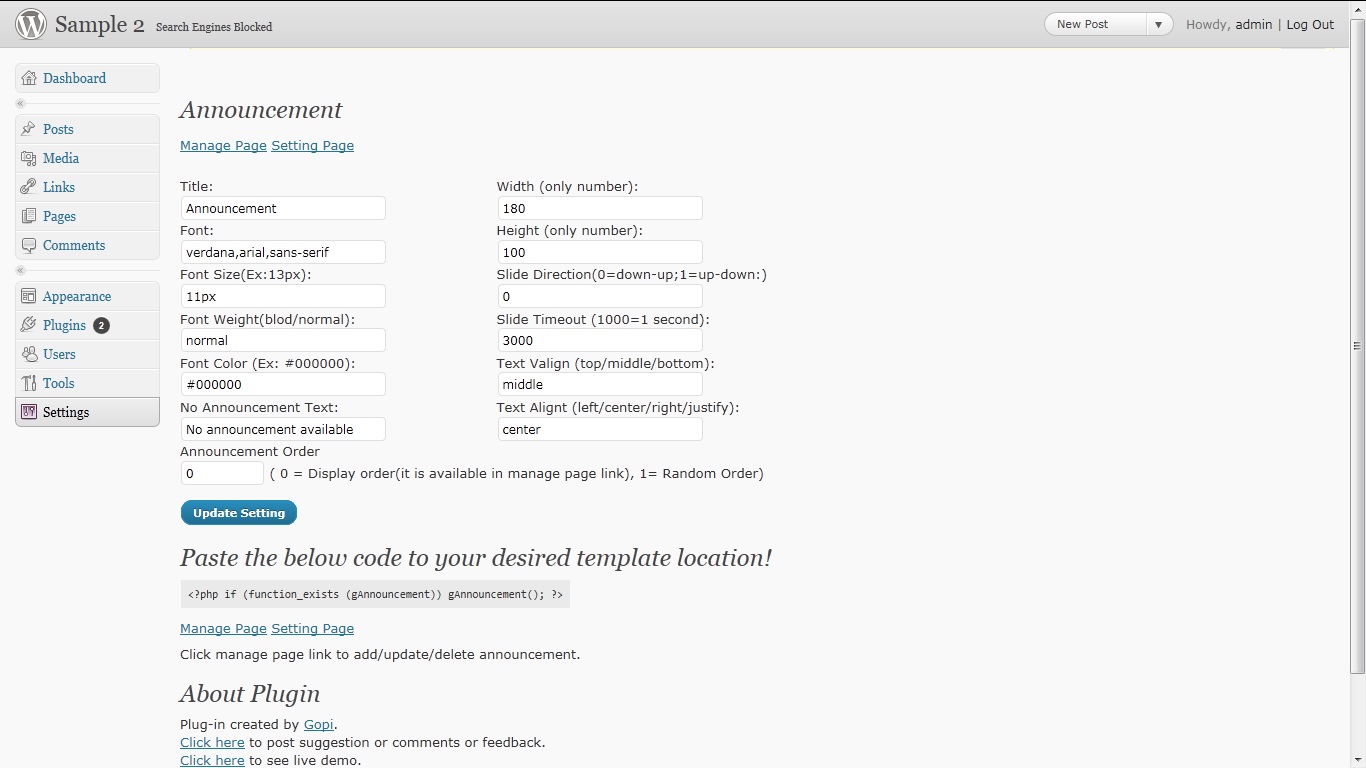 Sample 2 Search Engines Blocked New Post Howdy, admin | Log Out
Dashboard
Posts
Media
Links
Pages
Comments
Appearance
Plugins 2
Users
Tools
Settings
Announcement
Manage Page Setting Page
Title: Width (only number):
Announcement 180
Font: Height (only number):
verdana,arial,sans-serif 100
Font Size(Ex:13px): Slide Direction(0=down-up;1=up-down:)
11px 0
Font Weight(blod/normal): Slide Timeout (1000=1 second):
normal 3000
Font Color (Ex: #000000): Text Valign (top/middle/bottom):
#000000 middle
No Announcement Text: Text Alignt (left/center/right/justify):
No announcement available center
Announcement Order
0 ( 0 = Display order(it is available in manage page link), 1= Random Order)
Update Setting
Paste the below code to your desired template location!
<?php if (function_exists (gAnnouncement)) gAnnouncement(); ?>
Manage Page Setting Page
Click manage page link to add/update/delete announcement.
About Plugin
Plug-in created by Gopi.
Click here to post suggestion or comments or feedback.
Click here to see live demo.